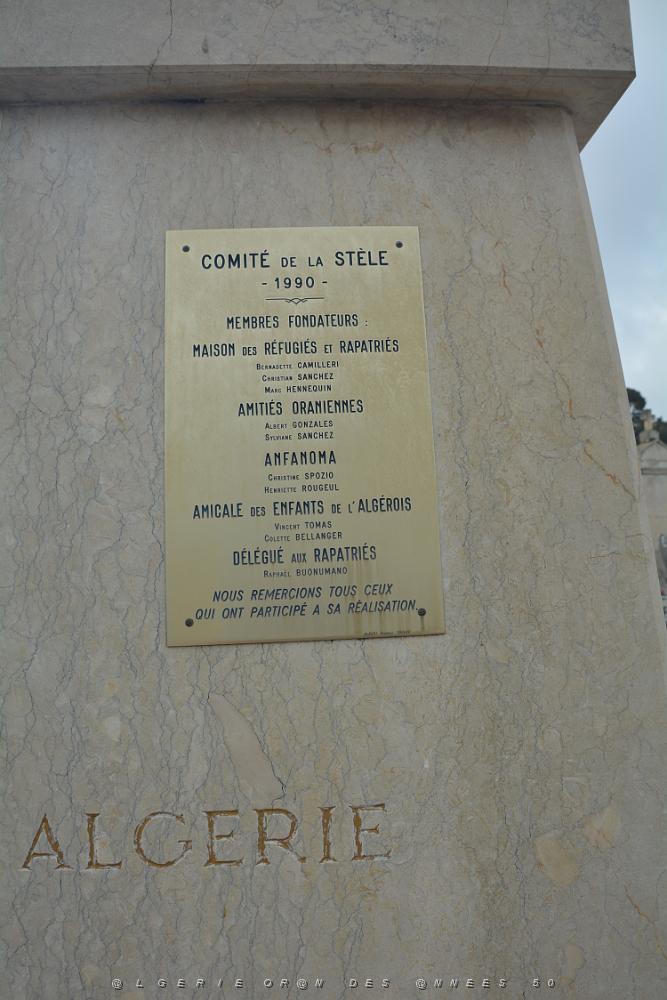 COMITÉ DE LA STÈLE
- 1990 -
MEMBRES FONDATEURS :
MAISON DES RÉFUGIÉS ET RAPATRIÉS
BERNADETTE CAMILLERI
CHRISTIAN SANCHEZ
MARC HENNEQUIN
AMITIÉS ORANIENNES
ALBERT GONZALES
SYLVIANE SANCHEZ
ANFANOMA
CHRISTINE SPOZIO
HENRIETTE ROUGEUL
AMICALE DES ENFANTS DE L'ALGÉROIS
VINCENT TOMAS
COLETTE BELLANGER
DÉLÉGUÉ AUX RAPATRIÉS
RAPHAËL BUONUMANO
NOUS REMERCIONS TOUS CEUX
QUI ONT PARTICIPÉ A SA RÉALISATION.
ALGERIE
@LGERIE OR@N DES @NNEES 50